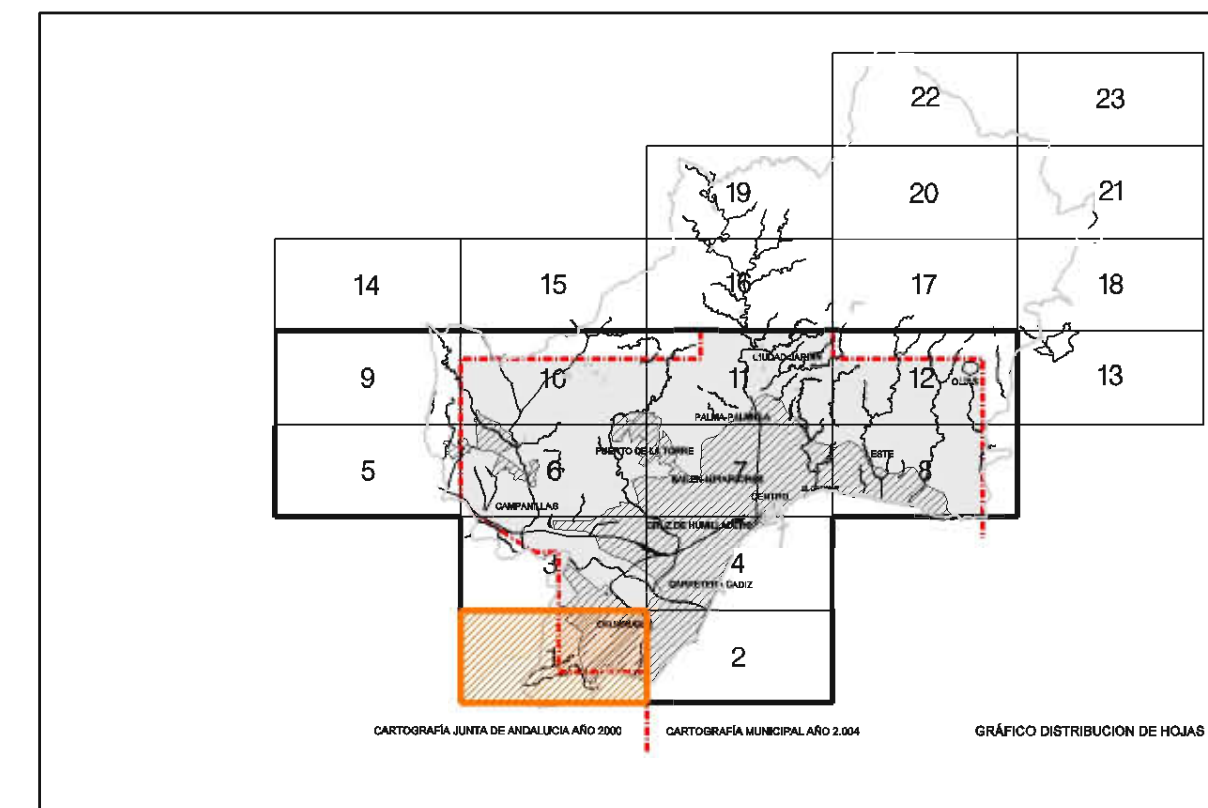 22 23
19 20 21
14 15 16 17 18
CIUDAD JARDIN
9 10 11 12 13
OLIAS
PALMA-PALMILLA
PUERTO DE LA TORRE
ESTE
5 6 7 8
BAILEN-MIRAFLORES
CENTRO
CAMPANILLAS
CRUZ DE HUMILLADERO
3 4
CARRETERA CADIZ
1 2
CARTOGRAFÍA JUNTA DE ANDALUCIA AÑO 2000
CARTOGRAFÍA MUNICIPAL AÑO 2.004
GRÁFICO DISTRIBUCION DE HOJAS